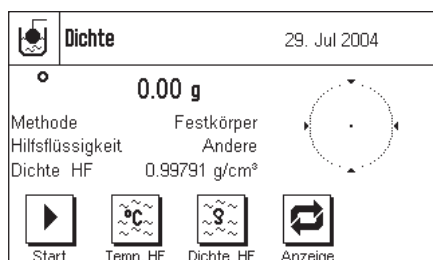 Dichte 29. Jul 2004
0.00 g
Methode Festkörper
Hilfsflüssigkeit Andere
Dichte HF 0.99791 g/cm³
°C
Start Temp. HF Dichte HF Anzeige